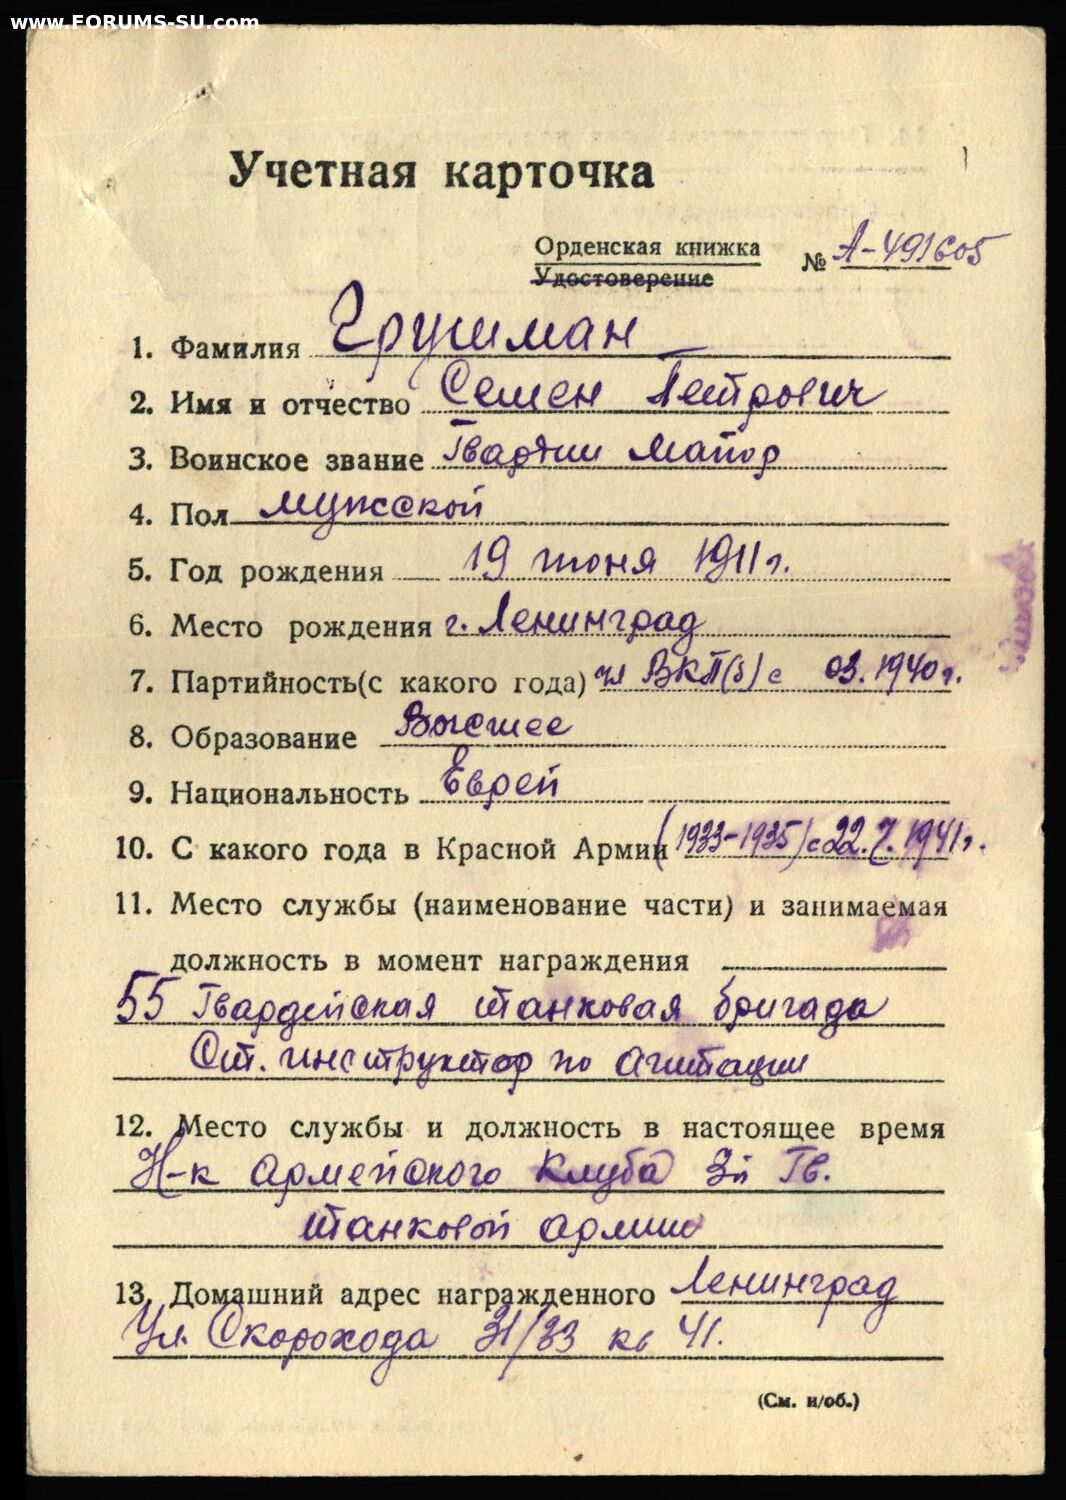 www.FORUMS-SU.com
Учетная карточка
Орденская книжка № А-491605
Удостоверение
1. Фамилия Грушман
2. Имя и отчество Семен Петрович
3. Воинское звание Гвардии Майор
4. Пол мужской
5. Год рождения 19 июня 1911 г.
6. Место рождения г. Ленинград
7. Партийность (с какого года) чл ВКП(б) с 03.1940 г.
8. Образование Высшее
9. Национальность Еврей
10. С какого года в Красной Армии (1933-1935) с 22.7.1941 г.
11. Место службы (наименование части) и занимаемая
должность в момент награждения
55 Гвардейская танковая бригада
Ст. инструктор по агитации
12. Место службы и должность в настоящее время
Н-к армейского клуба 3й Гв.
танковой армии
13. Домашний адрес награжденного Ленинград
Ул. Скорохода 31/33 кв 41.
(См. н/об.)